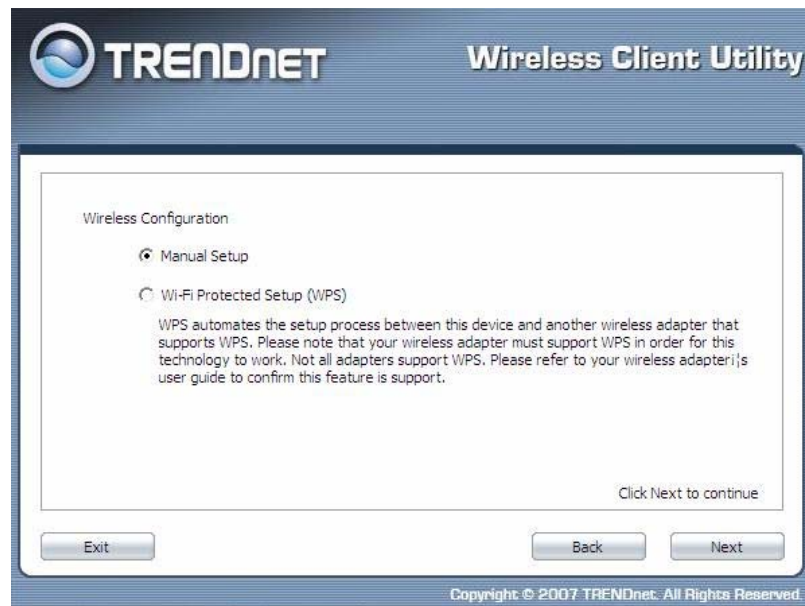 TRENDNET
Wireless Client Utility
Wireless Configuration
Manual Setup
Wi-Fi Protected Setup (WPS)
WPS automates the setup process between this device and another wireless adapter that
supports WPS. Please note that your wireless adapter must support WPS in order for this
technology to work. Not all adapters support WPS. Please refer to your wireless adapter¡¦s
user guide to confirm this feature is support.
Click Next to continue
Exit
Back
Next
Copyright © 2007 TRENDnet. All Rights Reserved.